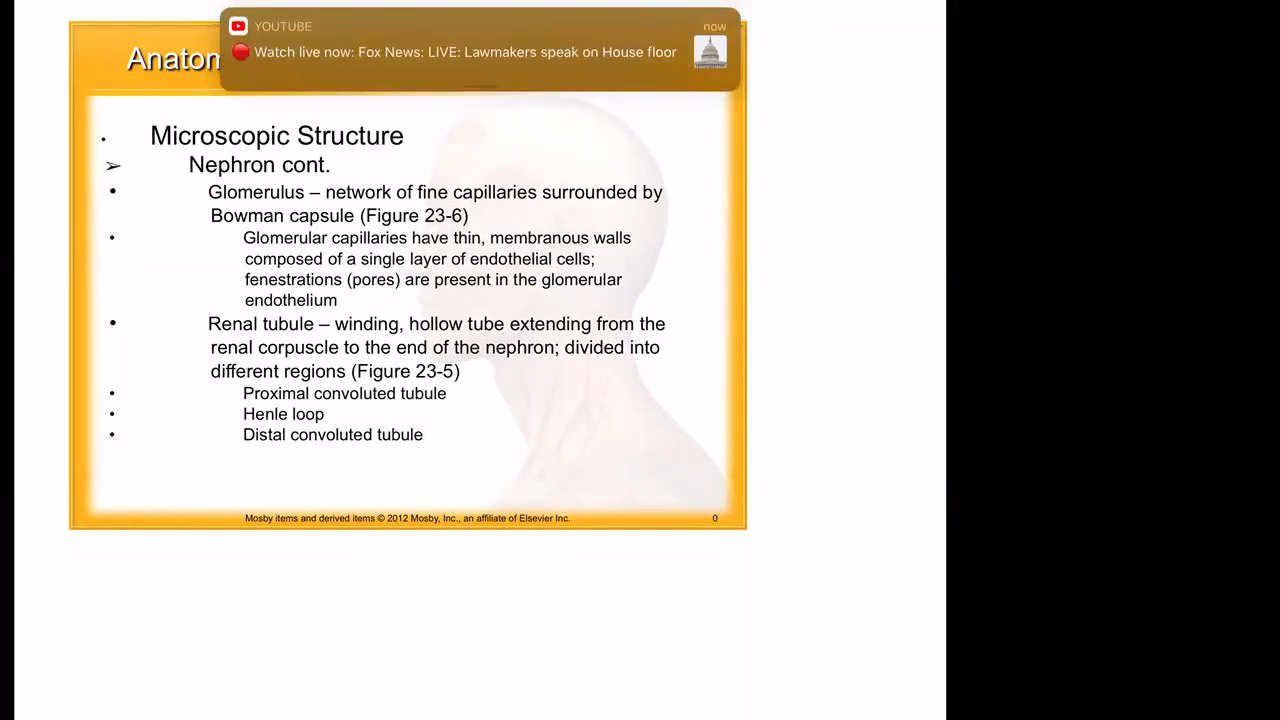 YOUTUBE
now
Watch live now: Fox News: LIVE: Lawmakers speak on House floor
Microscopic Structure
Nephron cont.
Glomerulus – network of fine capillaries surrounded by
Bowman capsule (Figure 23-6)
Glomerular capillaries have thin, membranous walls
composed of a single layer of endothelial cells;
fenestrations (pores) are present in the glomerular
endothelium
Renal tubule – winding, hollow tube extending from the
renal corpuscle to the end of the nephron; divided into
different regions (Figure 23-5)
Proximal convoluted tubule
Henle loop
Distal convoluted tubule
Mosby items and derived items © 2012 Mosby, Inc., an affiliate of Elsevier Inc.
0